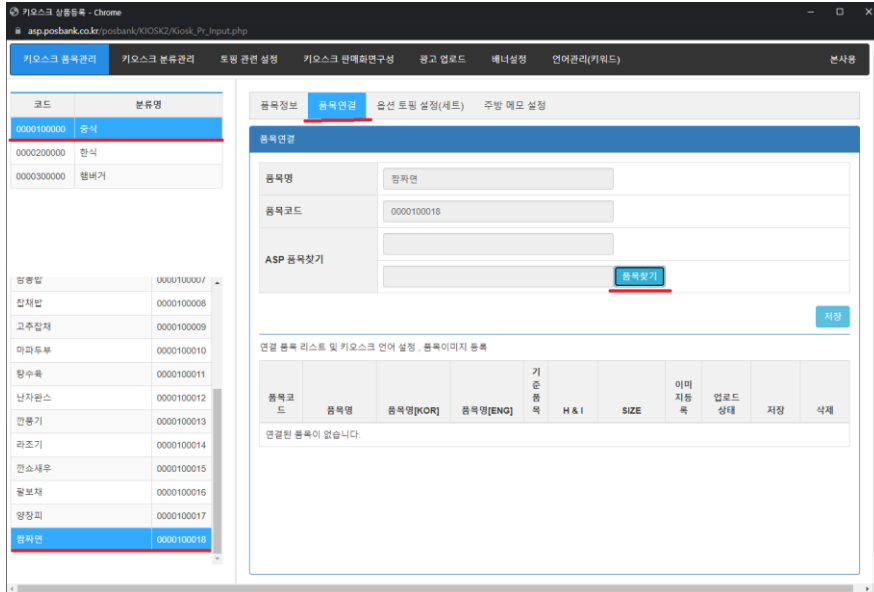 키오스크 상품등록 - Chrome
asp.posbank.co.kr/posbank/KIOSK2/Kiosk_Pr_Input.php
키오스크 품목관리 키오스크 분류관리 토핑 관련 설정 키오스크 판매화면구성 광고 업로드 배너설정 언어관리(키워드) 본사용
코드 분류명
0000100000 중식
0000200000 한식
0000300000 햄버거
잡채밥 0000100008
고추잡채 0000100009
마파두부 0000100010
탕수육 0000100011
난자완스 0000100012
깐풍기 0000100013
라조기 0000100014
깐쇼새우 0000100015
팔보채 0000100016
양장피 0000100017
짬짜면 0000100018
품목정보 품목연결 옵션 토핑 설정(세트) 주방 메모 설정
품목연결
품목명 짬짜면
품목코드 0000100018
ASP 품목찾기
품목찾기
저장
연결 품목 리스트 및 키오스크 언어 설정 , 품목이미지 등록
품목코드 품목명 품목명[KOR] 품목명[ENG] 기준품목 H & I SIZE 이미지등록 업로드상태 저장 삭제
연결된 품목이 없습니다.